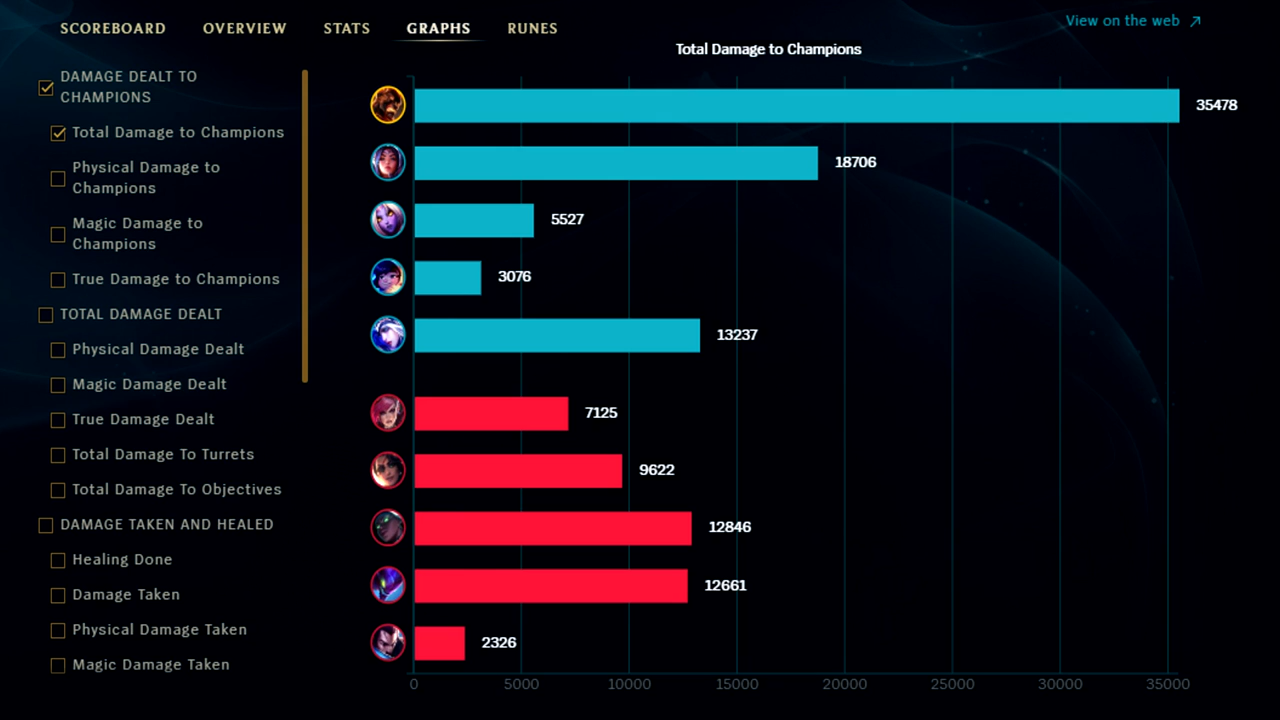 SCOREBOARD OVERVIEW STATS GRAPHS RUNES
View on the web
Total Damage to Champions
DAMAGE DEALT TO
CHAMPIONS
Total Damage to Champions
Physical Damage to
Champions
Magic Damage to
Champions
True Damage to Champions
TOTAL DAMAGE DEALT
Physical Damage Dealt
Magic Damage Dealt
True Damage Dealt
Total Damage To Turrets
Total Damage To Objectives
DAMAGE TAKEN AND HEALED
Healing Done
Damage Taken
Physical Damage Taken
Magic Damage Taken
35478
18706
5527
3076
13237
7125
9622
12846
12661
2326
0 5000 10000 15000 20000 25000 30000 35000